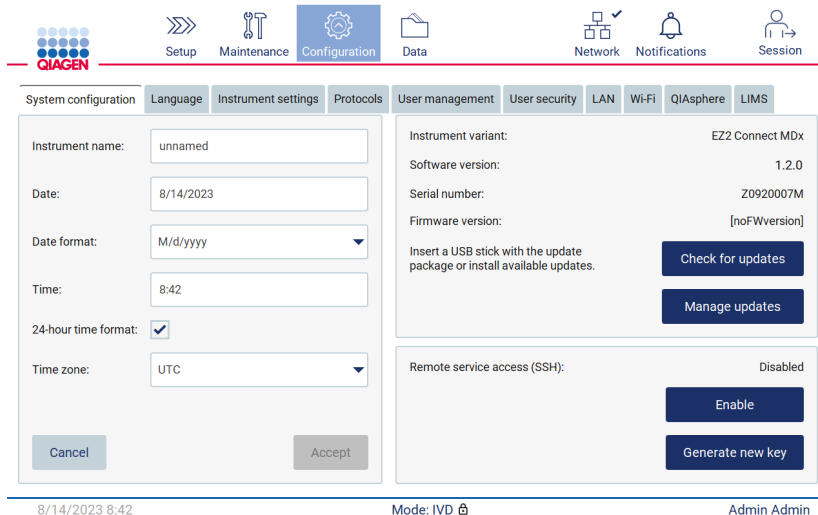 QIAGEN
Setup
Maintenance
Configuration
Data
Network
Notifications
Session
System configuration
Language
Instrument settings
Protocols
User management
User security
LAN
Wi-Fi
QIAsphere
LIMS
Instrument name:
unnamed
Date:
8/14/2023
Date format:
M/d/yyyy
Time:
8:42
24-hour time format:
Time zone:
UTC
Cancel
Accept
Instrument variant:
EZ2 Connect MDx
Software version:
1.2.0
Serial number:
Z0920007M
Firmware version:
[noFWversion]
Insert a USB stick with the update
package or install available updates.
Check for updates
Manage updates
Remote service access (SSH):
Disabled
Enable
Generate new key
8/14/2023 8:42
Mode: IVD
Admin Admin